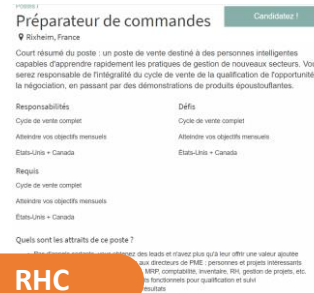 Postes /
Préparateur de commandes
Candidatez !
Rixheim, France
Court résumé du poste : un poste de vente destiné à des personnes intelligentes
capables d'apprendre rapidement les pratiques de gestion de nouveaux secteurs. Vou
serez responsable de l'intégralité du cycle de vente de la qualification de l'opportunité
la négociation, en passant par des démonstrations de produits époustouflantes.
Responsabilités
Défis
Cycle de vente complet
Cycle de vente complet
Atteindre vos objectifs mensuels
Atteindre vos objectifs mensuels
États-Unis + Canada
États-Unis + Canada
Requis
Cycle de vente complet
Atteindre vos objectifs mensuels
États-Unis + Canada
Quels sont les attraits de ce poste ?
des leads et n'avez plus qu'à leur offrir une valeur ajoutée
aux directeurs de PME : personnes et projets intéressants
MRP, comptabilité, inventaire, RH, gestion de projets, etc.
fonctionnels pour qualification et suivi
RHC